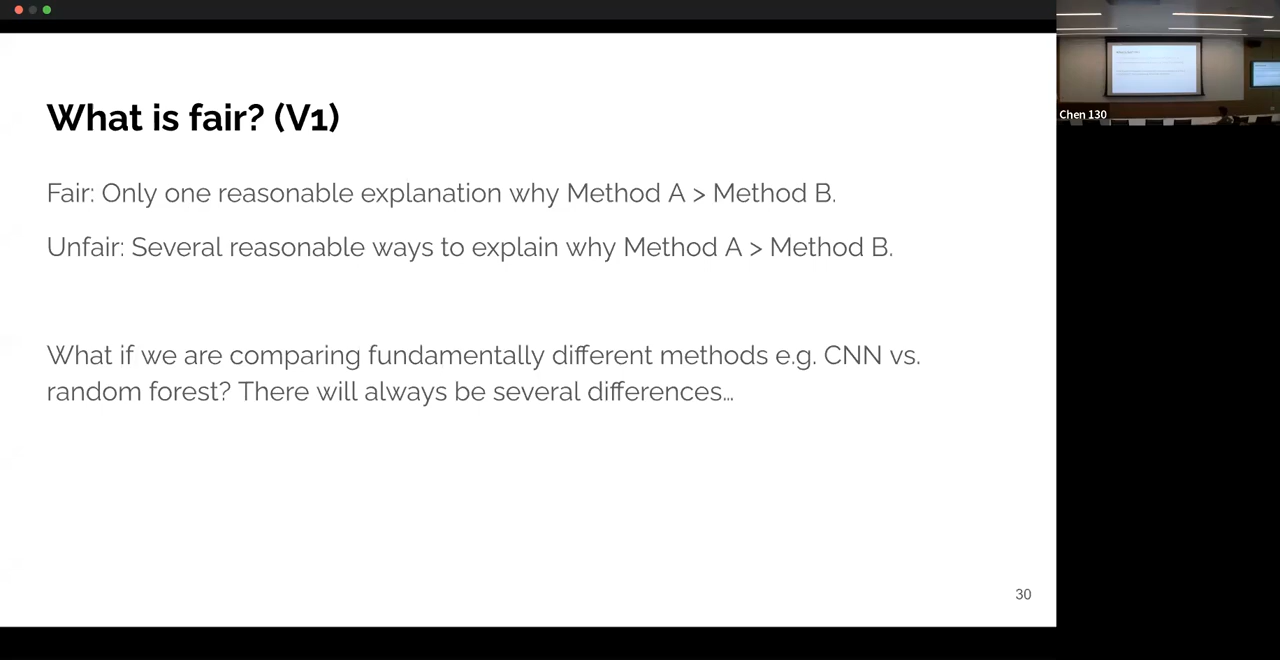 What is fair? (V1)
Fair: Only one reasonable explanation why Method A > Method B.
Unfair: Several reasonable ways to explain why Method A > Method B.
What if we are comparing fundamentally different methods e.g. CNN vs.
random forest? There will always be several differences…
30
Chen 130